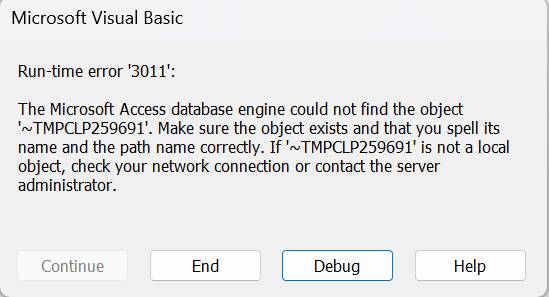 Microsoft Visual Basic
Run-time error '3011':
The Microsoft Access database engine could not find the object
'~TMPCLP259691'. Make sure the object exists and that you spell its
name and the path name correctly. If '~TMPCLP259691' is not a local
object, check your network connection or contact the server
administrator.
Continue
End
Debug
Help